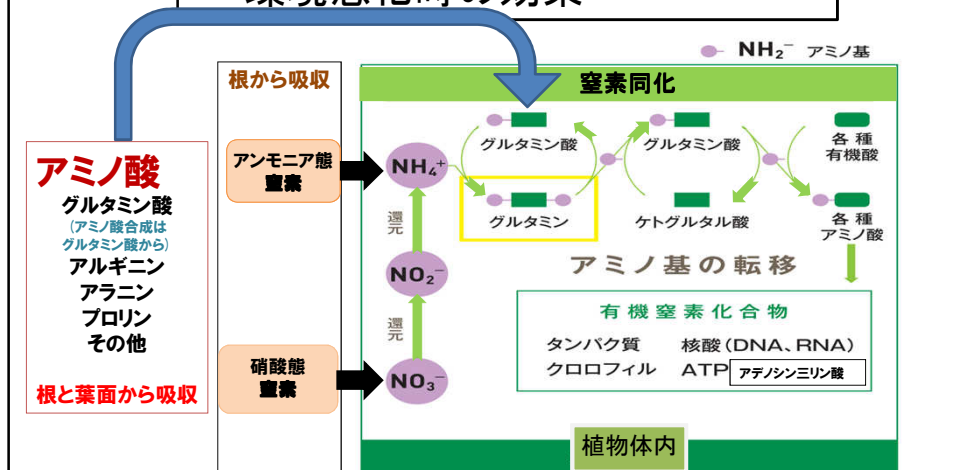 環境悪化時の効果
NH2− アミノ基
根から吸収
窒素同化
アミノ酸
グルタミン酸
(アミノ酸合成は
グルタミン酸から)
アルギニン
アラニン
プロリン
その他
根と葉面から吸収
アンモニア態
窒素
硝酸態
窒素
NH4+
還元
NO2−
還元
NO3−
グルタミン酸
グルタミン酸
各種
有機酸
グルタミン
ケトグルタル酸
各種
アミノ酸
アミノ基の転移
有機窒素化合物
タンパク質 核酸(DNA、RNA)
クロロフィル ATP アデノシン三リン酸
植物体内